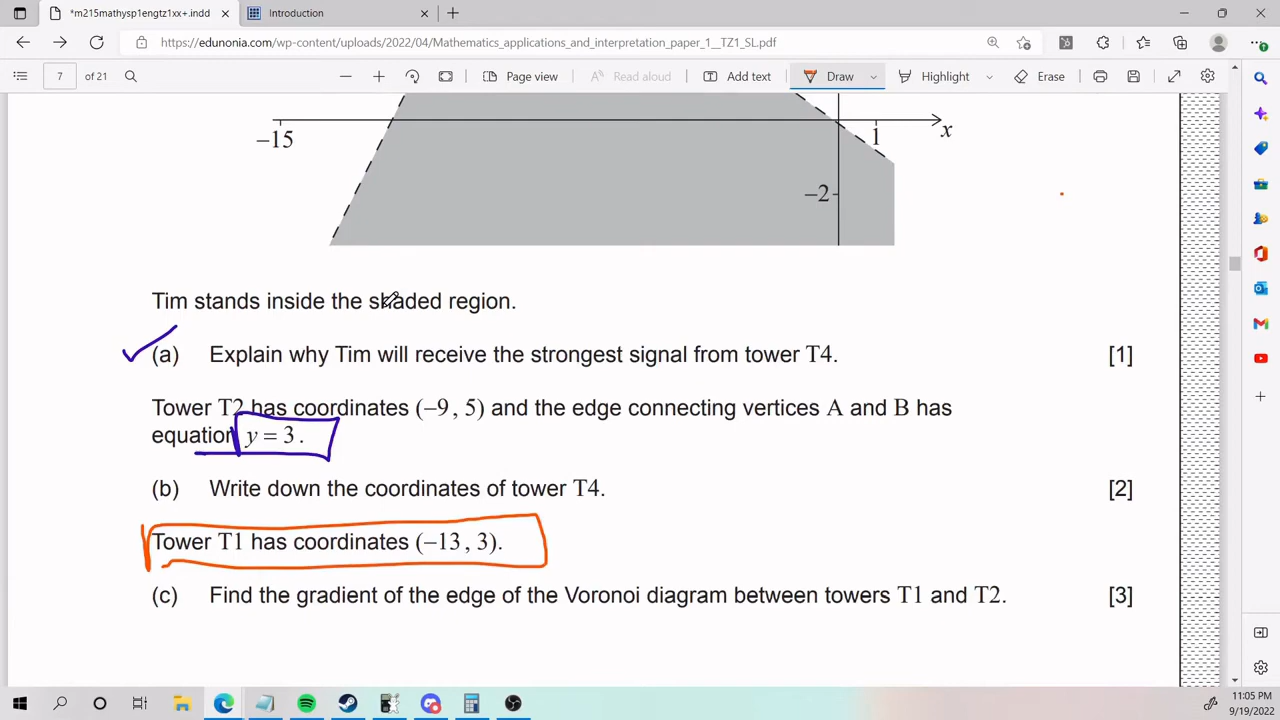 *m215mathysp1engtz1xx+.indd
Introduction
https://edunonia.com/wp-content/uploads/2022/04/Mathematics_applications_and_interpretation_paper_1__TZ1_SL.pdf
7 of 21
Page view
Read aloud
Add text
Draw
Highlight
Erase
−15
1
x
−2
Tim stands inside the shaded region.
(a) Explain why Tim will receive the strongest signal from tower T4. [1]
Tower T2 has coordinates (−9, 5) and the edge connecting vertices A and B has
equation y = 3.
(b) Write down the coordinates of tower T4. [2]
Tower T1 has coordinates (−13, 3).
(c) Find the gradient of the edge of the Voronoi diagram between towers T1 and T2. [3]
11:05 PM
9/19/2022